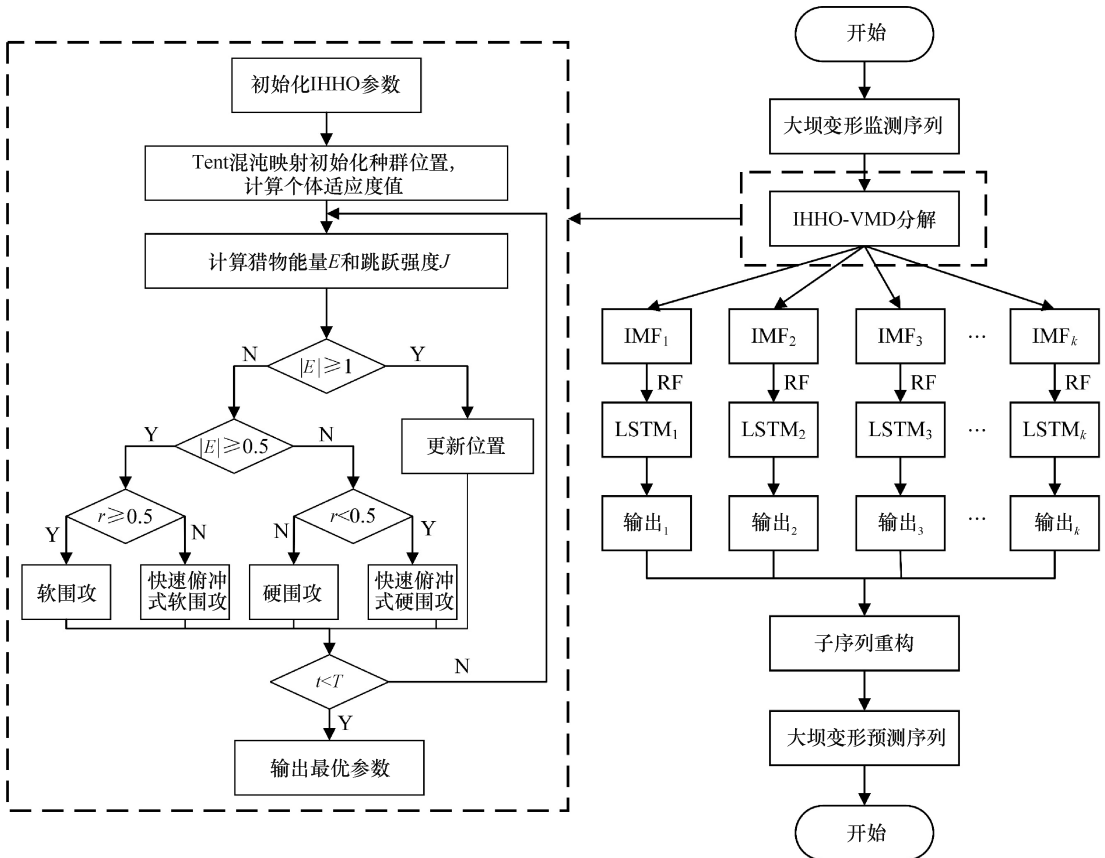 初始化IHHO参数
Tent混沌映射初始化种群位置,
计算个体适应度值
计算猎物能量E和跳跃强度J
|E|≥1
N
Y
更新位置
|E|≥0.5
Y
N
r≥0.5
Y
N
r<0.5
N
Y
软围攻
快速俯冲
式软围攻
硬围攻
快速俯冲
式硬围攻
t<T
N
Y
输出最优参数
开始
大坝变形监测序列
IHHO-VMD分解
IMF₁
IMF₂
IMF₃
…
IMFₖ
RF
RF
RF
RF
LSTM₁
LSTM₂
LSTM₃
…
LSTMₖ
输出₁
输出₂
输出₃
…
输出ₖ
子序列重构
大坝变形预测序列
开始